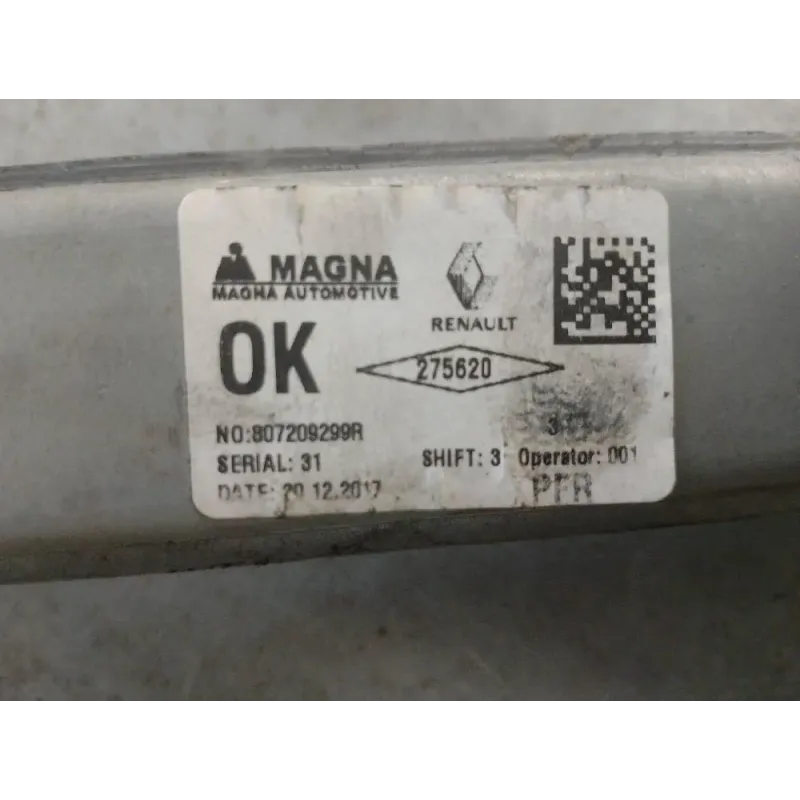 MAGNA
MAGNA AUTOMOTIVE
RENAULT
OK
275620
NO:807209299R
3
SERIAL: 31
SHIFT: 3 Operator: 001
DATE: 20.12.2017
PFR